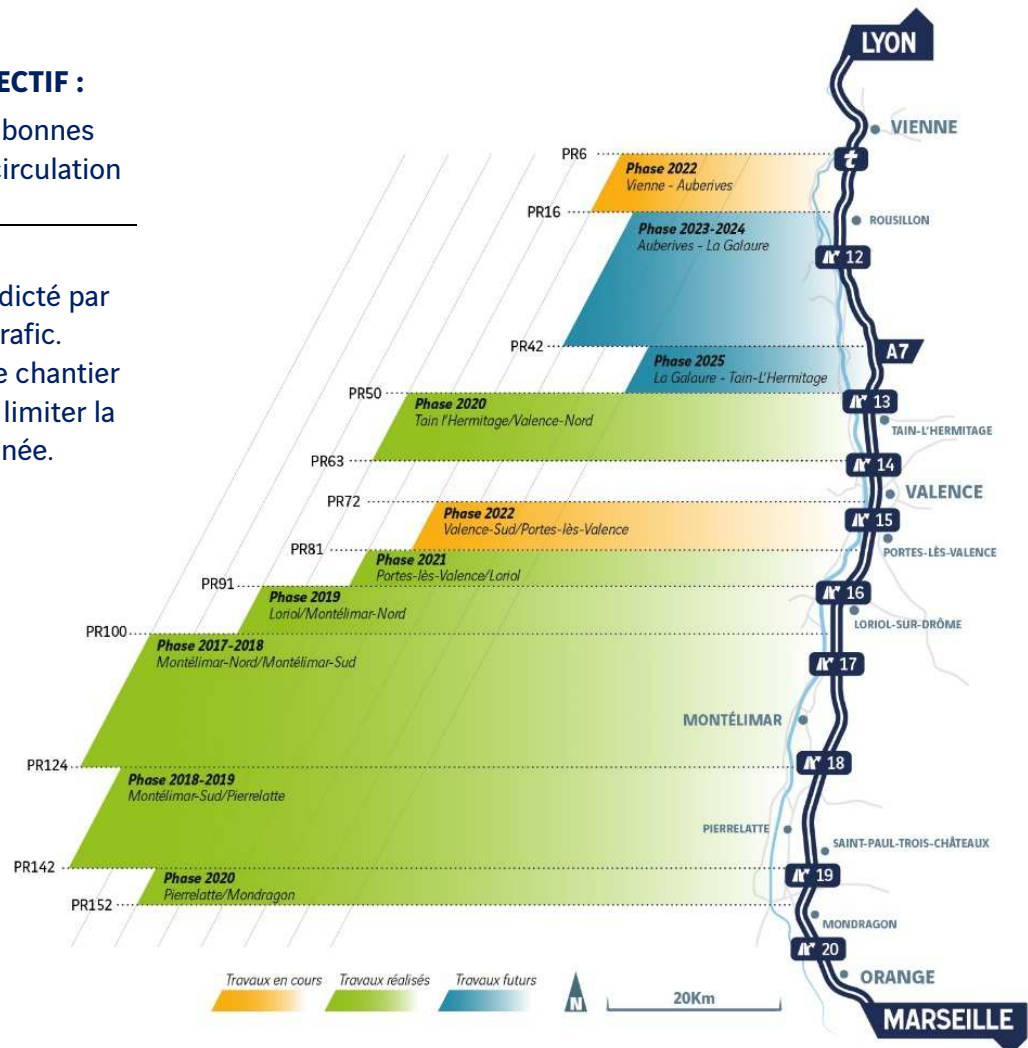 ECTIF :
bonnes
circulation
dicté par
rafic.
e chantier
limiter la
née.
LYON
VIENNE
PR6
Phase 2022
Vienne - Auberives
PR16
ROUSILLON
Phase 2023-2024
Auberives - La Galaure
12
PR42
A7
Phase 2025
La Galaure - Tain-L'Hermitage
PR50
13
Phase 2020
Tain l'Hermitage/Valence-Nord
TAIN-L'HERMITAGE
PR63
14
PR72
VALENCE
Phase 2022
Valence-Sud/Portes-lès-Valence
15
PR81
PORTES-LÈS-VALENCE
Phase 2021
Portes-lès-Valence/Loriol
PR91
16
Phase 2019
Loriol/Montélimar-Nord
LORIOL-SUR-DRÔME
PR100
Phase 2017-2018
Montélimar-Nord/Montélimar-Sud
17
MONTÉLIMAR
PR124
18
Phase 2018-2019
Montélimar-Sud/Pierrelatte
PIERRELATTE
SAINT-PAUL-TROIS-CHÂTEAUX
PR142
19
Phase 2020
Pierrelatte/Mondragon
PR152
MONDRAGON
20
ORANGE
Travaux en cours
Travaux réalisés
Travaux futurs
N
20Km
MARSEILLE